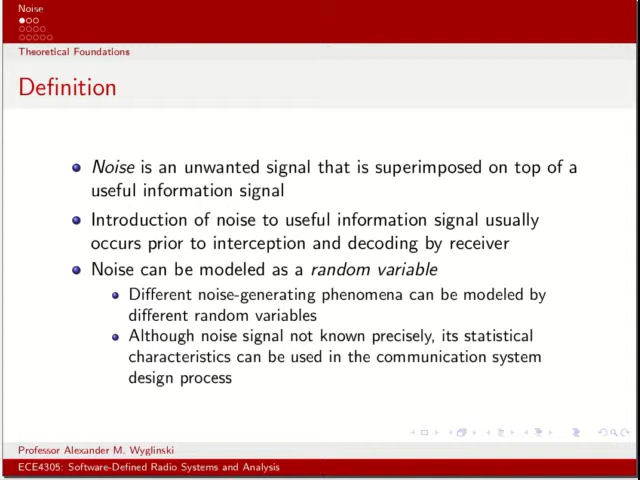 Noise
Theoretical Foundations
Definition
Noise is an unwanted signal that is superimposed on top of a
useful information signal
Introduction of noise to useful information signal usually
occurs prior to interception and decoding by receiver
Noise can be modeled as a random variable
Different noise-generating phenomena can be modeled by
different random variables
Although noise signal not known precisely, its statistical
characteristics can be used in the communication system
design process
Professor Alexander M. Wyglinski
ECE4305: Software-Defined Radio Systems and Analysis